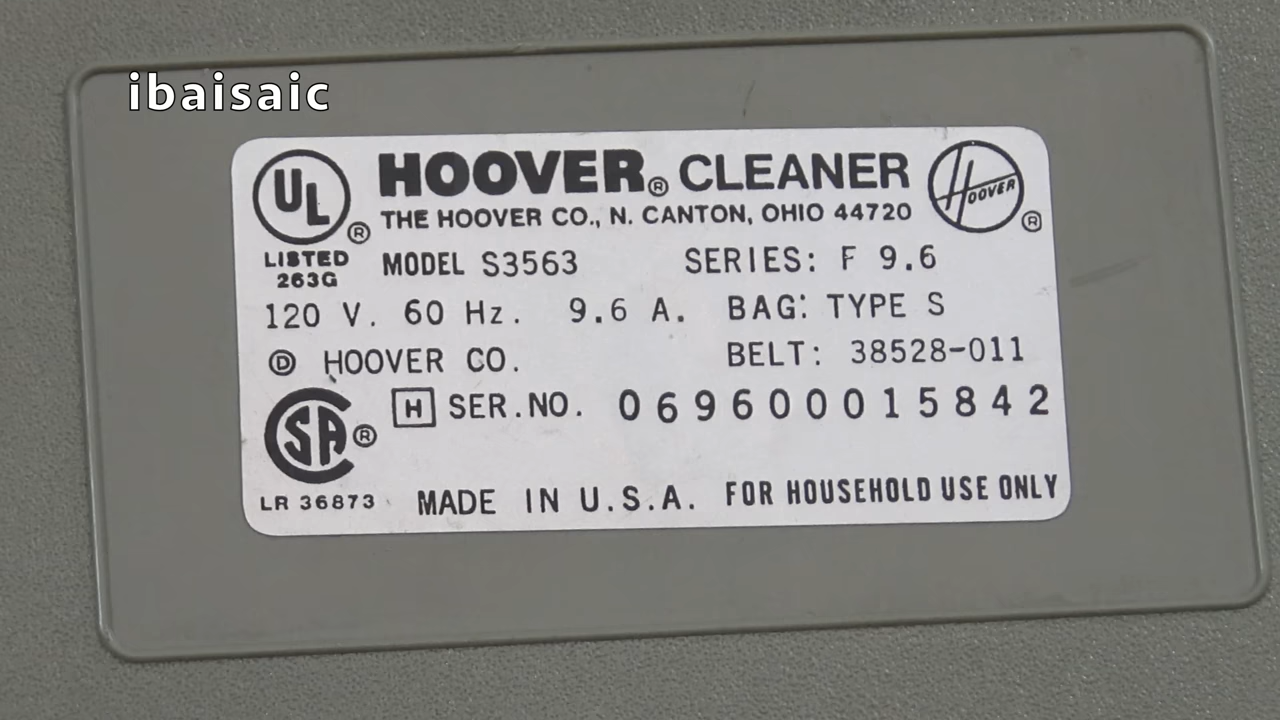 ibaisaic
UL ® HOOVER® CLEANER HOOVER ®
THE HOOVER CO., N. CANTON, OHIO 44720
LISTED
263G
MODEL S3563 SERIES: F 9.6
120 V. 60 Hz. 9.6 A. BAG: TYPE S
Ⓓ HOOVER CO. BELT: 38528-011
SA ® H SER.NO. 069600015842
LR 36873 MADE IN U.S.A. FOR HOUSEHOLD USE ONLY